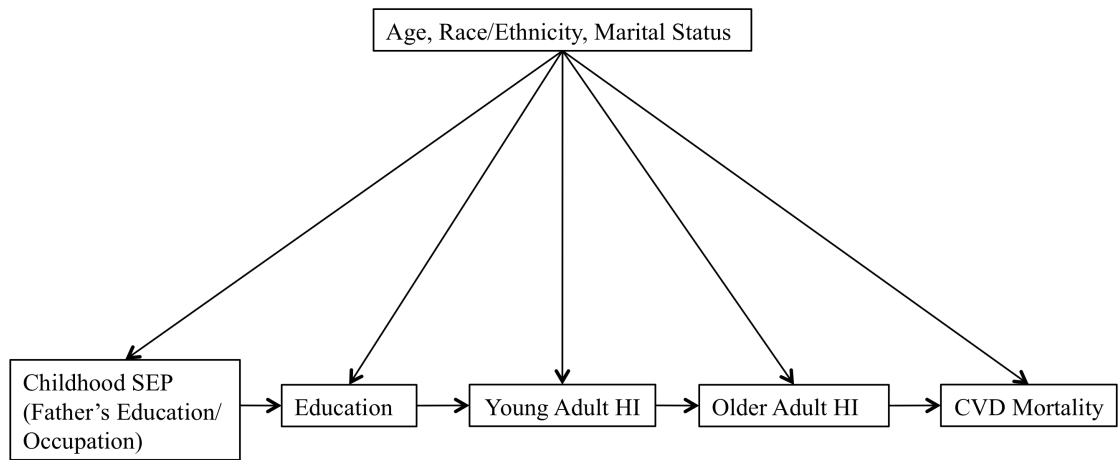 Age, Race/Ethnicity, Marital Status
Childhood SEP
(Father’s Education/
Occupation)
Education
Young Adult HI
Older Adult HI
CVD Mortality